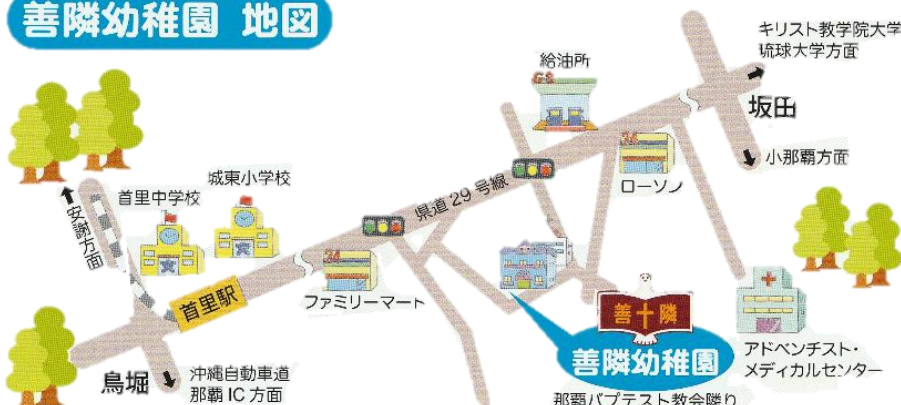 善隣幼稚園 地図
キリスト教学院大学
琉球大学方面
給油所
GS
坂田
小那覇方面
24
ローソノ
城東小学校
首里中学校
安謝方面
県道29号線
24
ファミリーマート
首里駅
善十隣
善隣幼稚園
アドベンチスト・
メディカルセンター
鳥堀
沖縄自動車道
那覇IC方面
那覇バプテスト教会隣り